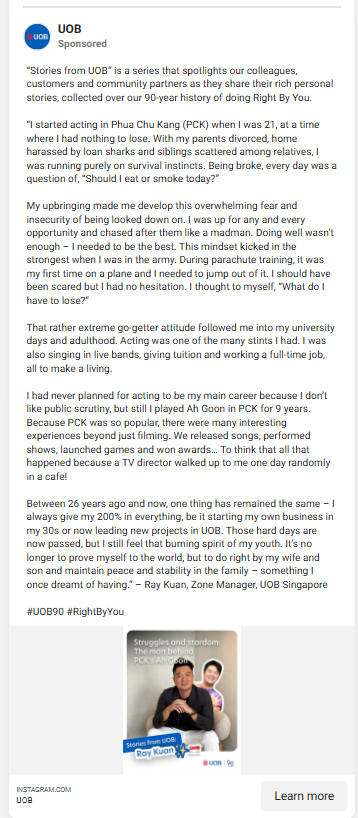 UOB
UOB
Sponsored
“Stories from UOB” is a series that spotlights our colleagues,
customers and community partners as they share their rich personal
stories, collected over our 90-year history of doing Right By You.
“I started acting in Phua Chu Kang (PCK) when I was 21, at a time
where I had nothing to lose. With my parents divorced, home
harassed by loan sharks and siblings scattered among relatives, I
was running purely on survival instincts. Being broke, every day was a
question of, “Should I eat or smoke today?”
My upbringing made me develop this overwhelming fear and
insecurity of being looked down on. I was up for any and every
opportunity and chased after them like a madman. Doing well wasn’t
enough – I needed to be the best. This mindset kicked in the
strongest when I was in the army. During parachute training, it was
my first time on a plane and I needed to jump out of it. I should have
been scared but I had no hesitation. I thought to myself, “What do I
have to lose?”
That rather extreme go-getter attitude followed me into my university
days and adulthood. Acting was one of the many stints I had. I was
also singing in live bands, giving tuition and working a full-time job,
all to make a living.
I had never planned for acting to be my main career because I don’t
like public scrutiny, but still I played Ah Goon in PCK for 9 years.
Because PCK was so popular, there were many interesting
experiences beyond just filming. We released songs, performed
shows, launched games and won awards... To think that all that
happened because a TV director walked up to me one day randomly
in a cafe!
Between 26 years ago and now, one thing has remained the same – I
always give my 200% in everything, be it starting my own business in
my 30s or now leading new projects in UOB. Those hard days are
now passed, but I still feel that burning spirit of my youth. It’s no
longer to prove myself to the world, but to do right by my wife and
son and maintain peace and stability in the family – something I
once dreamt of having.” – Ray Kuan, Zone Manager, UOB Singapore
#UOB90 #RightByYou
Struggles and stardom:
The man behind
PCK's Ah Goon
Stories from UOB:
Ray Kuan
UOB 90
INSTAGRAM.COM
UOB
Learn more